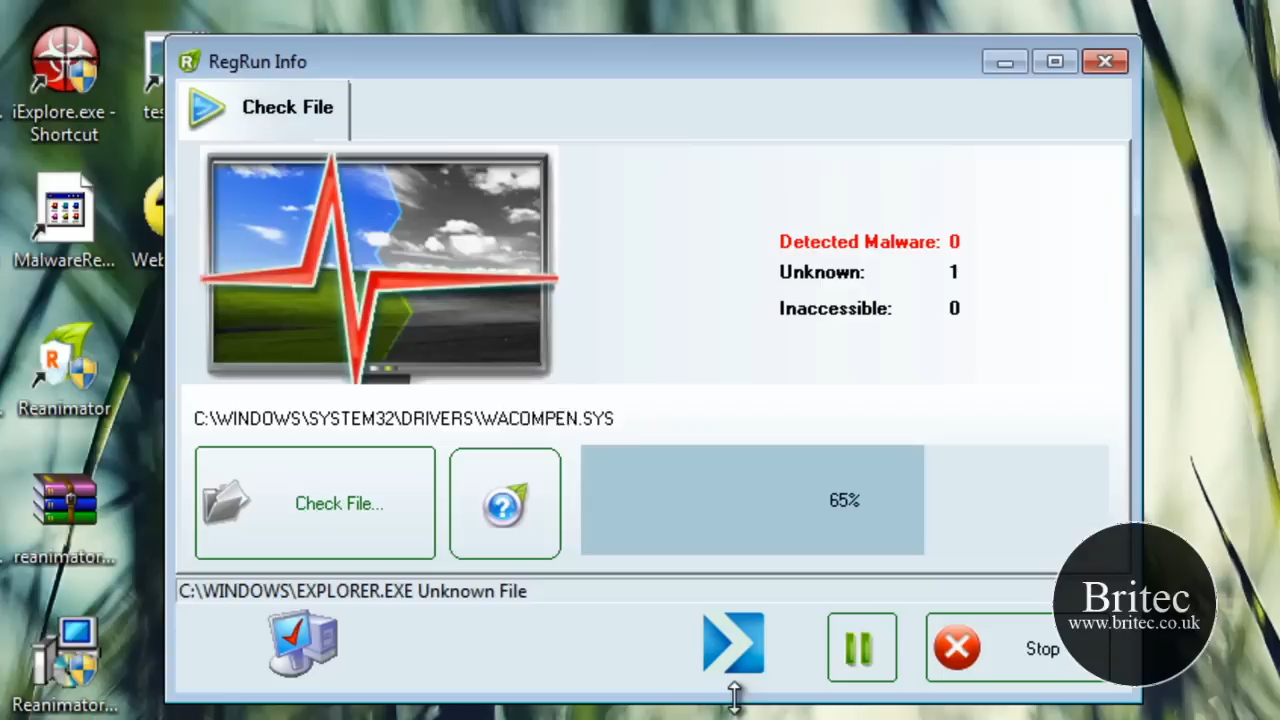 RegRun Info
Check File
iExplore.exe -
Shortcut
tes
MalwareRe...
Web
Reanimator
reanimator...
Reanimator...
Detected Malware: 0
Unknown: 1
Inaccessible: 0
C:\WINDOWS\SYSTEM32\DRIVERS\WACOMPEN.SYS
Check File...
65%
C:\WINDOWS\EXPLORER.EXE Unknown File
Stop
Britec
www.britec.co.uk